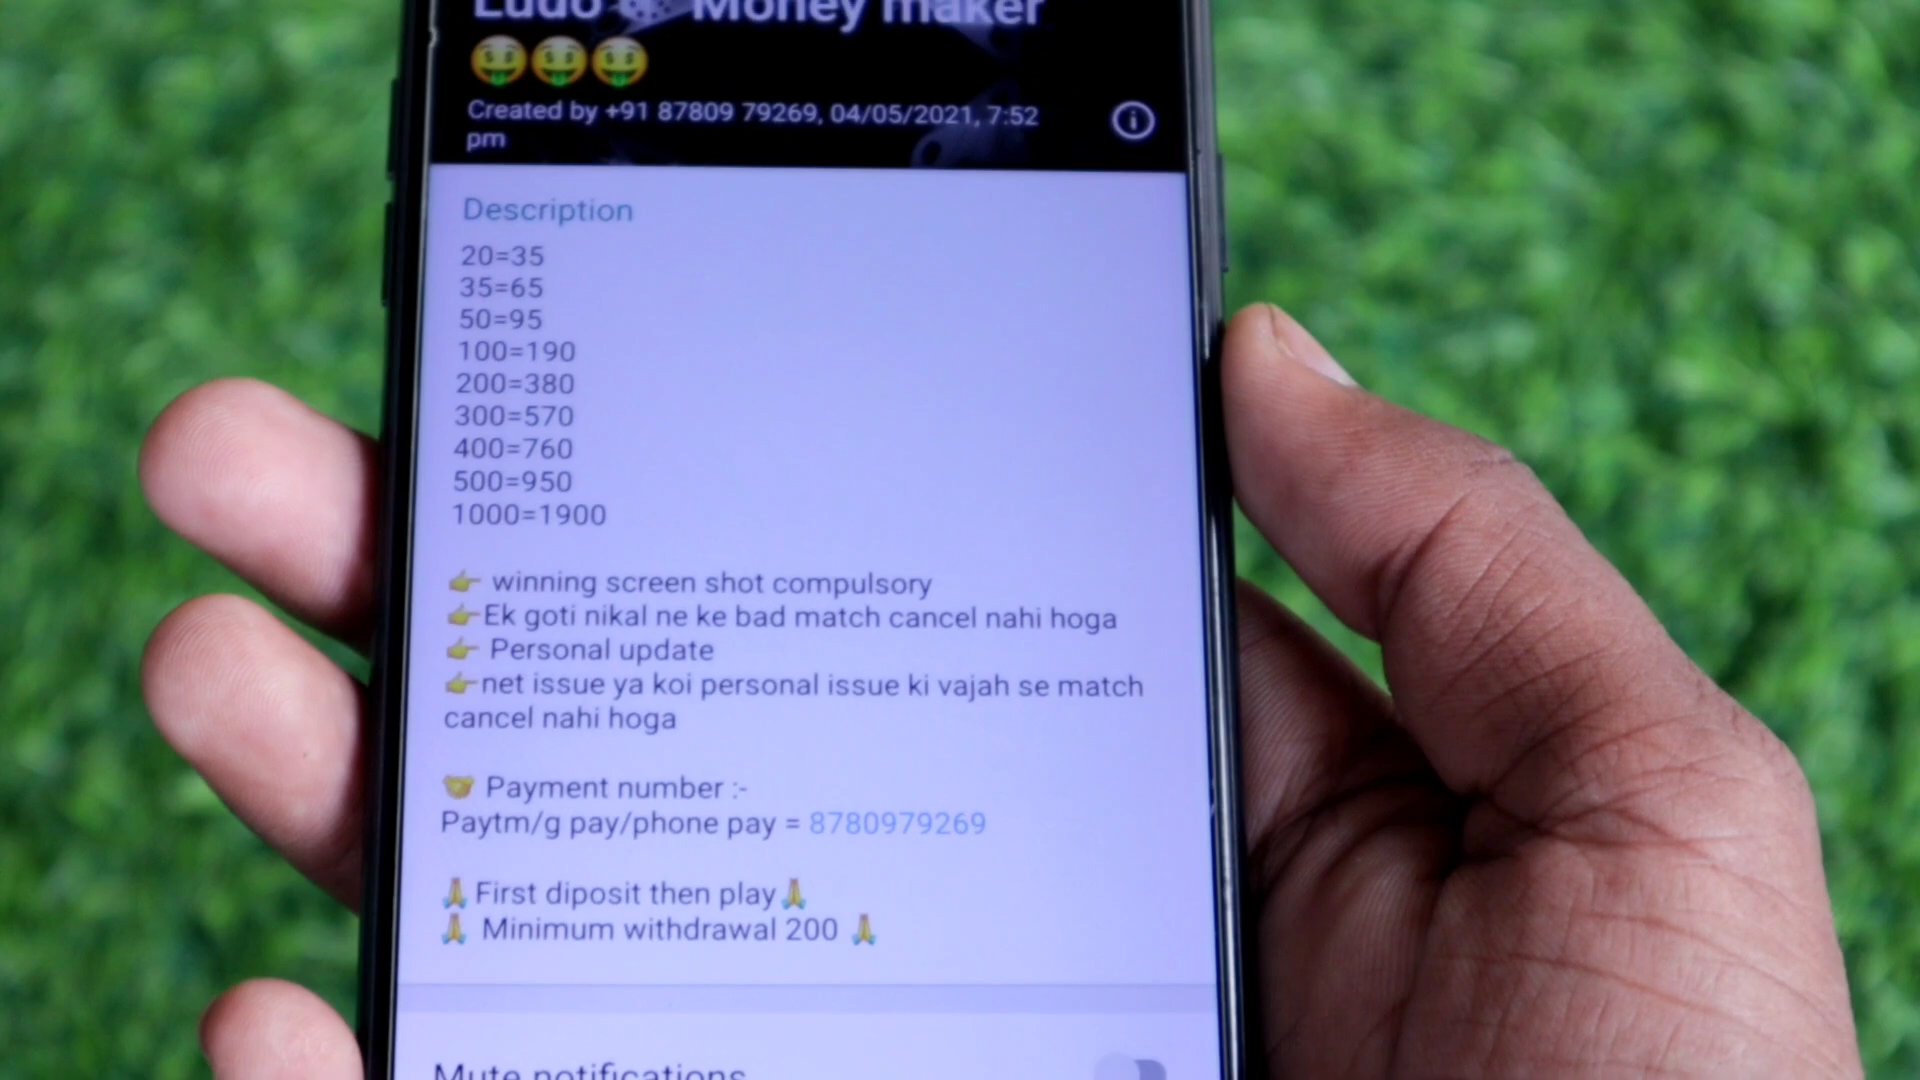 Ludo 🎲 Money maker
🤑🤑🤑
Created by +91 87809 79269, 04/05/2021, 7:52
pm
Description
20=35
35=65
50=95
100=190
200=380
300=570
400=760
500=950
1000=1900
👉 winning screen shot compulsory
👉Ek goti nikal ne ke bad match cancel nahi hoga
👉 Personal update
👉net issue ya koi personal issue ki vajah se match
cancel nahi hoga
🤝 Payment number :-
Paytm/g pay/phone pay = 8780979269
🙏First diposit then play🙏
🙏 Minimum withdrawal 200 🙏
Mute notifications